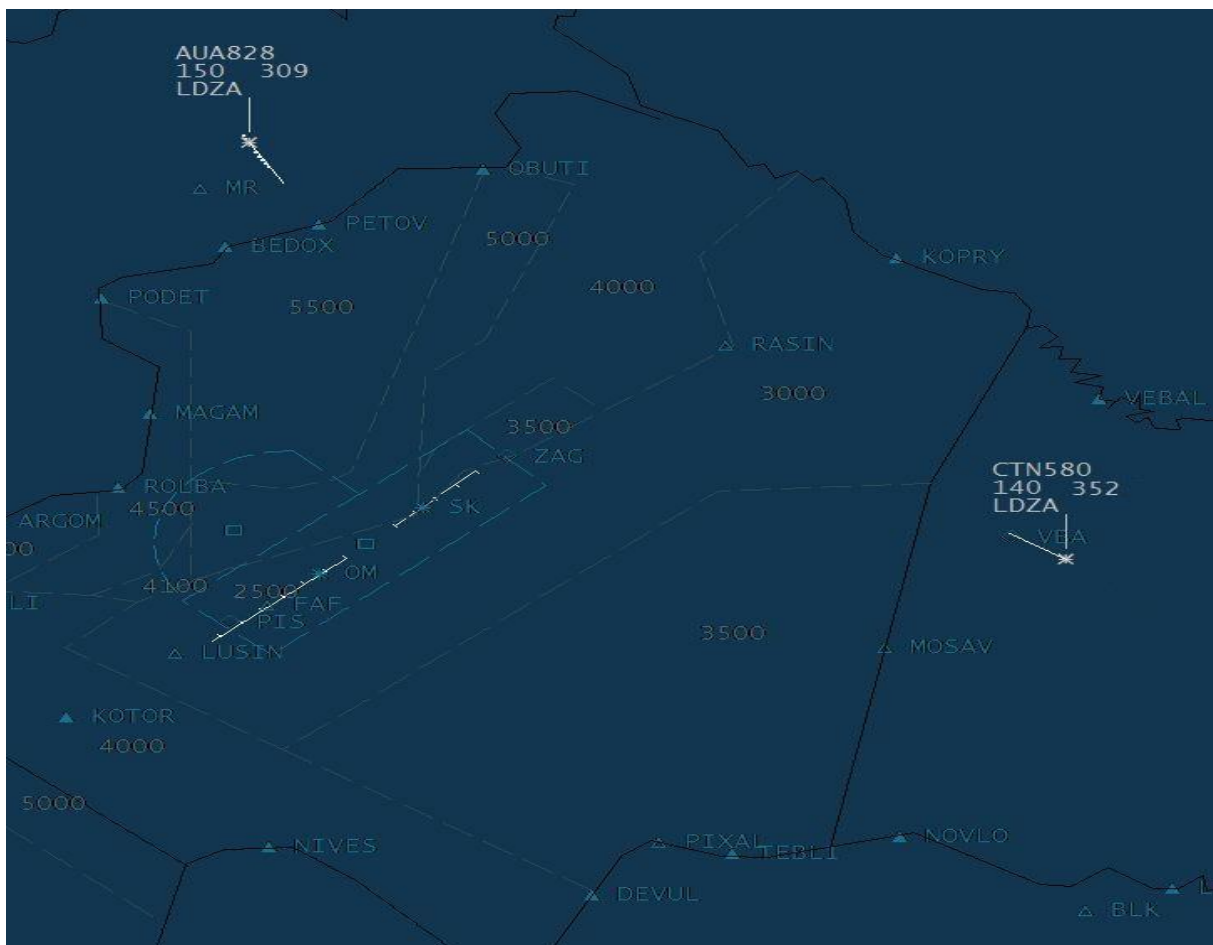 AUA828
150 309
LDZA
MR
OBUTI
PETOV
5000
BEDOX
KOPRY
4000
PODET
5500
RASIN
3000
VEBAL
MAGAM
3500
ZAG
CTN580
140 352
LDZA
ROLBA
4500
SK
ARGOM
VBA
00
OM
4100
2500
FAF
LI
PIS
3500
LUSIN
MOSAV
KOTOR
4000
5000
NIVES
PIXAL
NOVLO
TEBLI
DEVUL
BLK
L